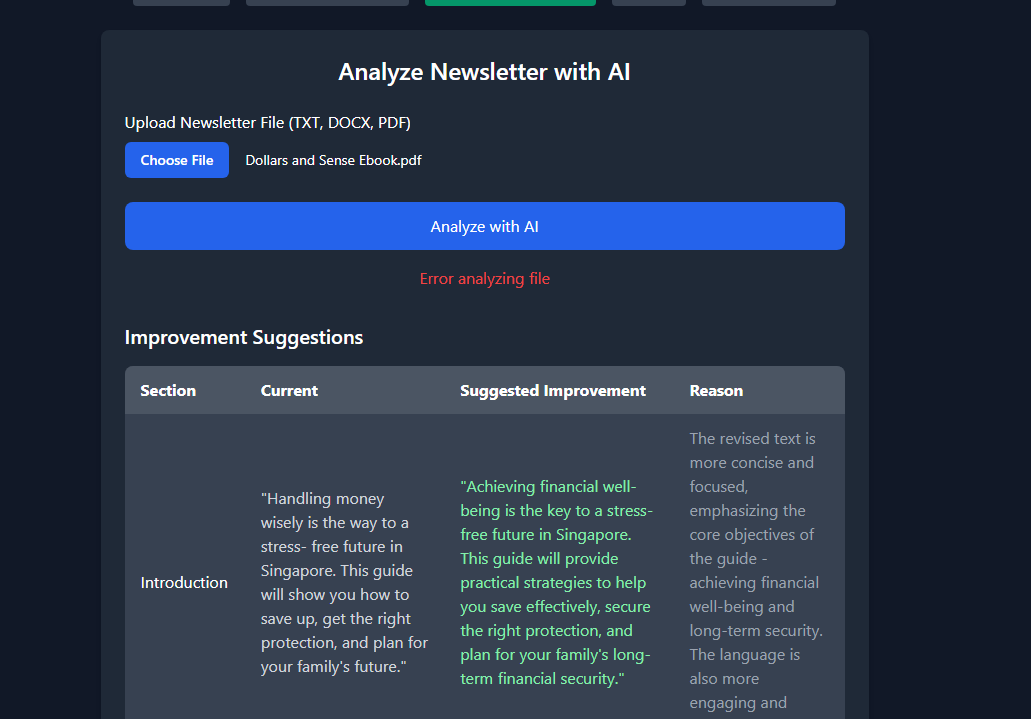 Analyze Newsletter with AI
Upload Newsletter File (TXT, DOCX, PDF)
Choose File Dollars and Sense Ebook.pdf
Analyze with AI
Error analyzing file
Improvement Suggestions
Section Current Suggested Improvement Reason
Introduction
"Handling money
wisely is the way to a
stress- free future in
Singapore. This guide
will show you how to
save up, get the right
protection, and plan for
your family's future."
"Achieving financial well-
being is the key to a stress-
free future in Singapore.
This guide will provide
practical strategies to help
you save effectively, secure
the right protection, and
plan for your family's long-
term financial security."
The revised text is
more concise and
focused,
emphasizing the
core objectives of
the guide -
achieving financial
well-being and
long-term security.
The language is
also more
engaging and